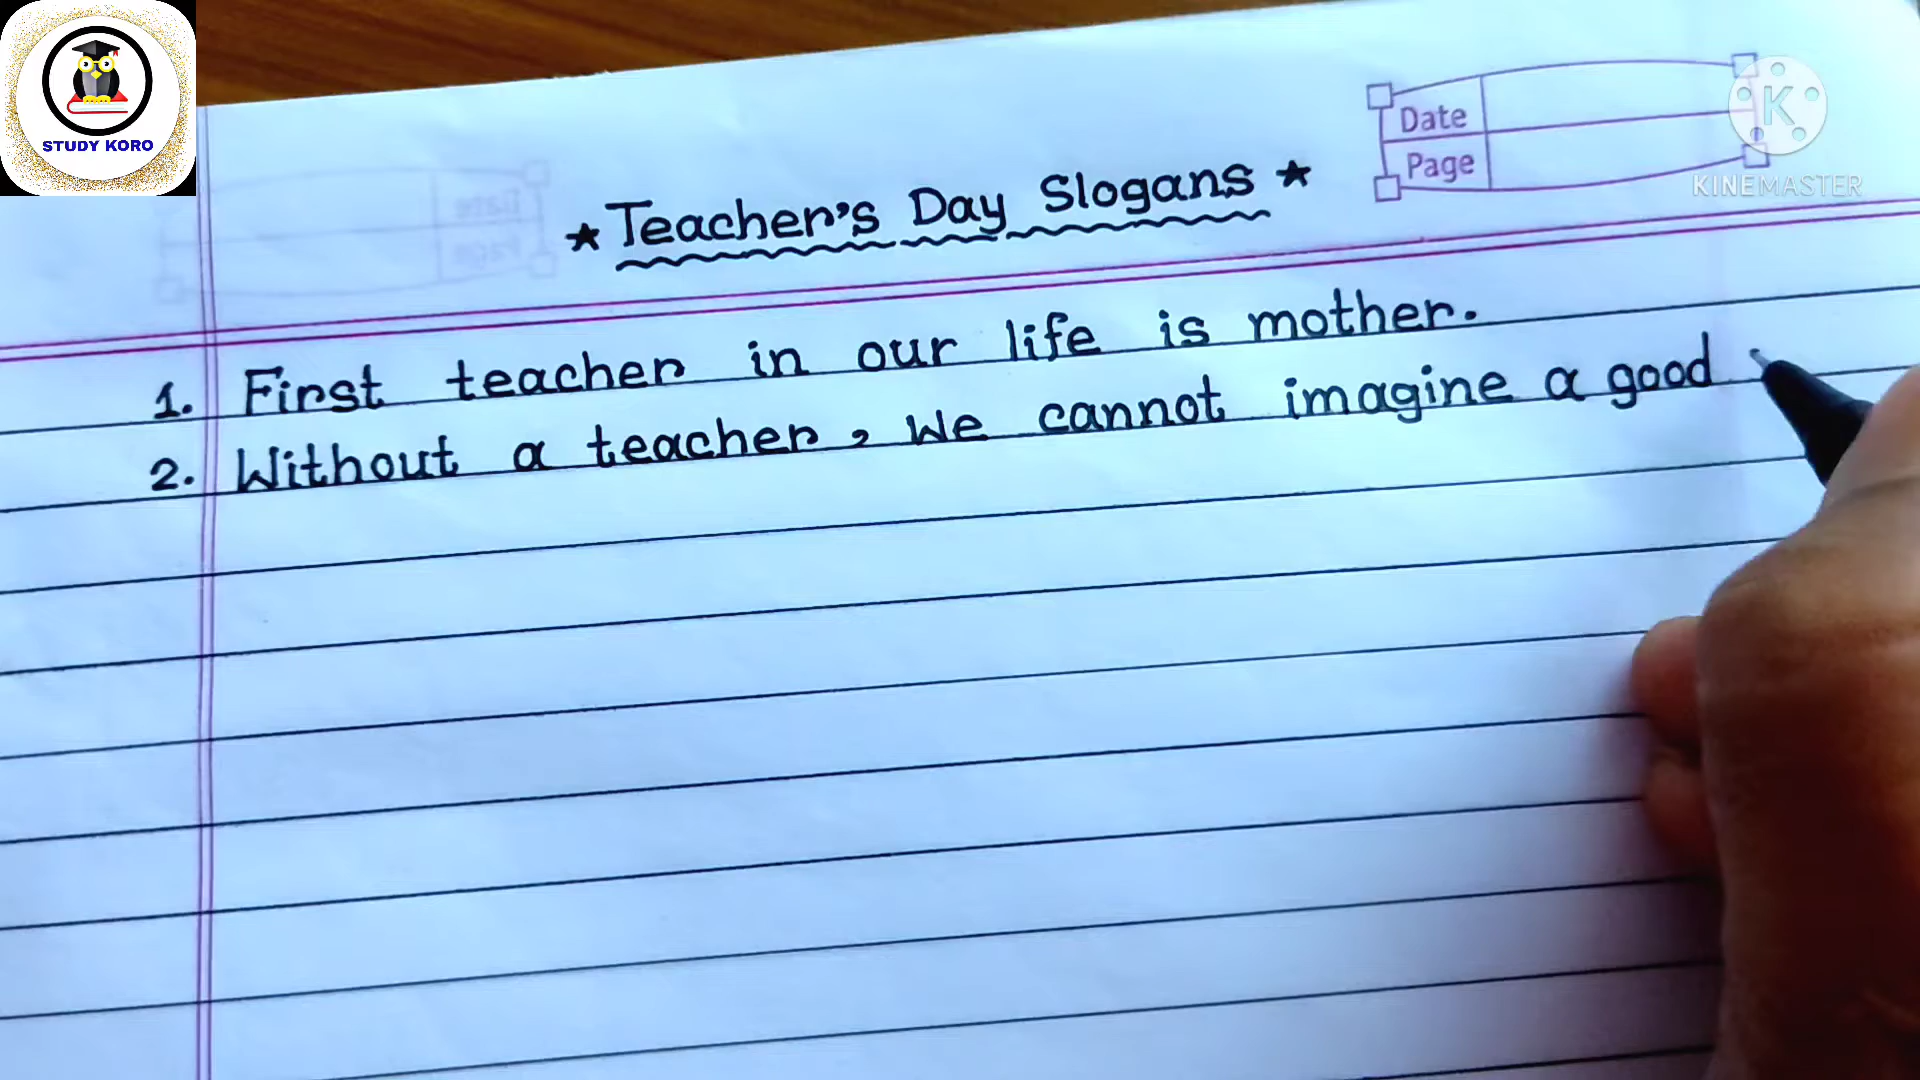 STUDY KORO
Date
Page
KINEMASTER
★ Teacher's Day Slogans ★
1. First teacher in our life is mother.
2. Without a teacher, We cannot imagine a good